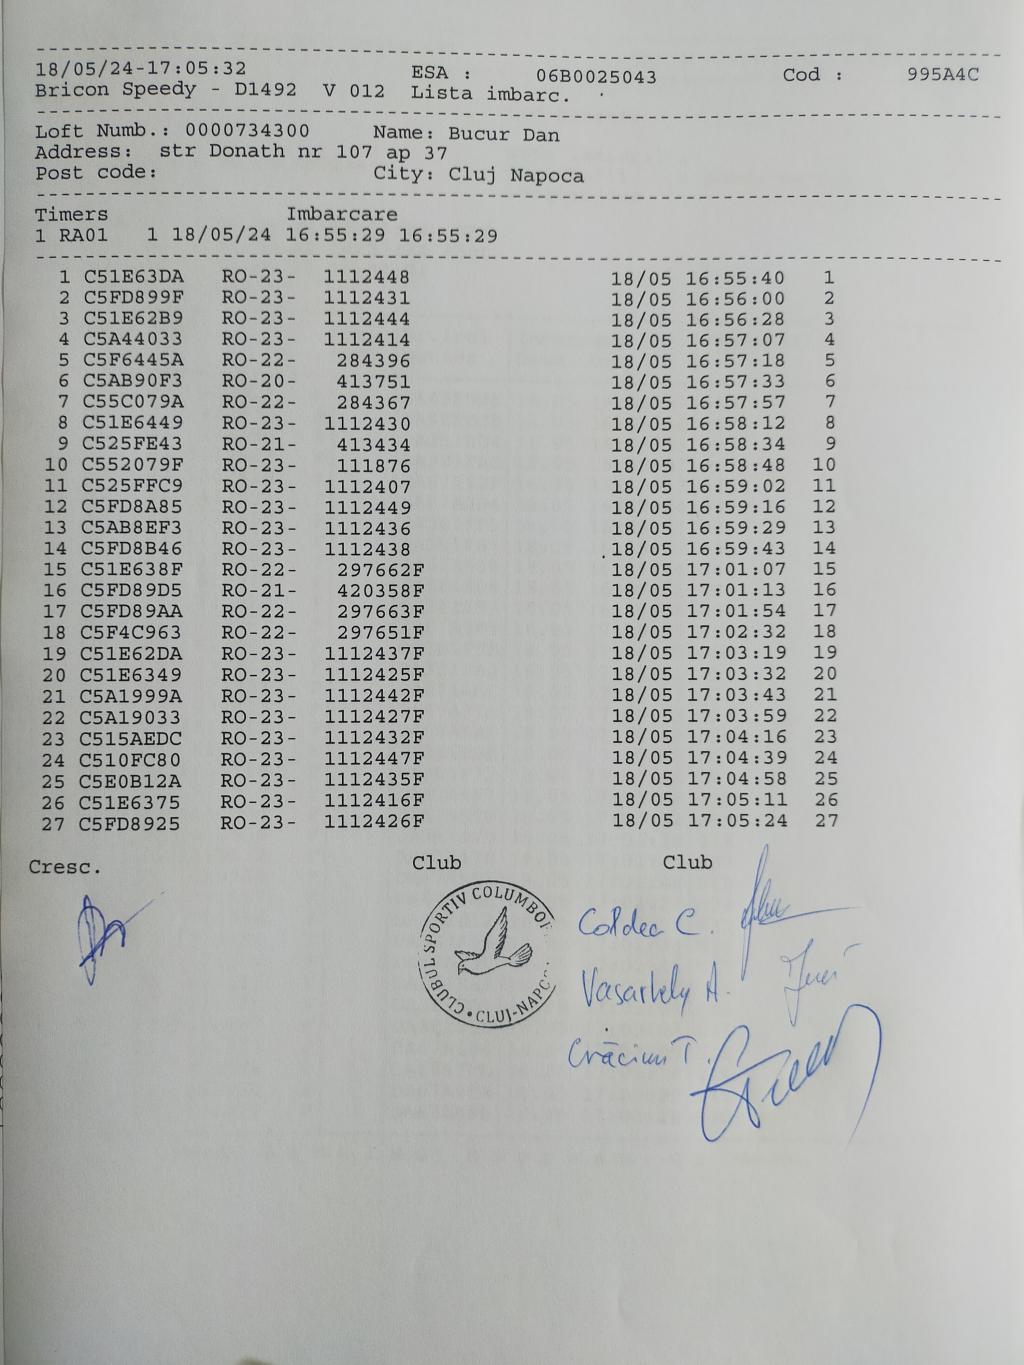 18/05/24-17:05:32 ESA : 06B0025043 Cod : 995A4C
Bricon Speedy - D1492 V 012 Lista imbarc.
Loft Numb.: 0000734300 Name: Bucur Dan
Address: str Donath nr 107 ap 37
Post code: City: Cluj Napoca
Timers Imbarcare
1 RA01 1 18/05/24 16:55:29 16:55:29
1 C51E63DA RO-23- 1112448 18/05 16:55:40 1
2 C5FD899F RO-23- 1112431 18/05 16:56:00 2
3 C51E62B9 RO-23- 1112444 18/05 16:56:28 3
4 C5A44033 RO-23- 1112414 18/05 16:57:07 4
5 C5F6445A RO-22- 284396 18/05 16:57:18 5
6 C5AB90F3 RO-20- 413751 18/05 16:57:33 6
7 C55C079A RO-22- 284367 18/05 16:57:57 7
8 C51E6449 RO-23- 1112430 18/05 16:58:12 8
9 C525FE43 RO-21- 413434 18/05 16:58:34 9
10 C552079F RO-23- 111876 18/05 16:58:48 10
11 C525FFC9 RO-23- 1112407 18/05 16:59:02 11
12 C5FD8A85 RO-23- 1112449 18/05 16:59:16 12
13 C5AB8EF3 RO-23- 1112436 18/05 16:59:29 13
14 C5FD8B46 RO-23- 1112438 18/05 16:59:43 14
15 C51E638F RO-22- 297662F 18/05 17:01:07 15
16 C5FD89D5 RO-21- 420358F 18/05 17:01:13 16
17 C5FD89AA RO-22- 297663F 18/05 17:01:54 17
18 C5F4C963 RO-22- 297651F 18/05 17:02:32 18
19 C51E62DA RO-23- 1112437F 18/05 17:03:19 19
20 C51E6349 RO-23- 1112425F 18/05 17:03:32 20
21 C5A1999A RO-23- 1112442F 18/05 17:03:43 21
22 C5A19033 RO-23- 1112427F 18/05 17:03:59 22
23 C515AEDC RO-23- 1112432F 18/05 17:04:16 23
24 C510FC80 RO-23- 1112447F 18/05 17:04:39 24
25 C5E0B12A RO-23- 1112435F 18/05 17:04:58 25
26 C51E6375 RO-23- 1112416F 18/05 17:05:11 26
27 C5FD8925 RO-23- 1112426F 18/05 17:05:24 27
Cresc. Club Club
CLUBUL SPORTIV COLUMBOF
CLUJ-NAPOC
Coldea C.
Vasarhely A.
Crăciun T.